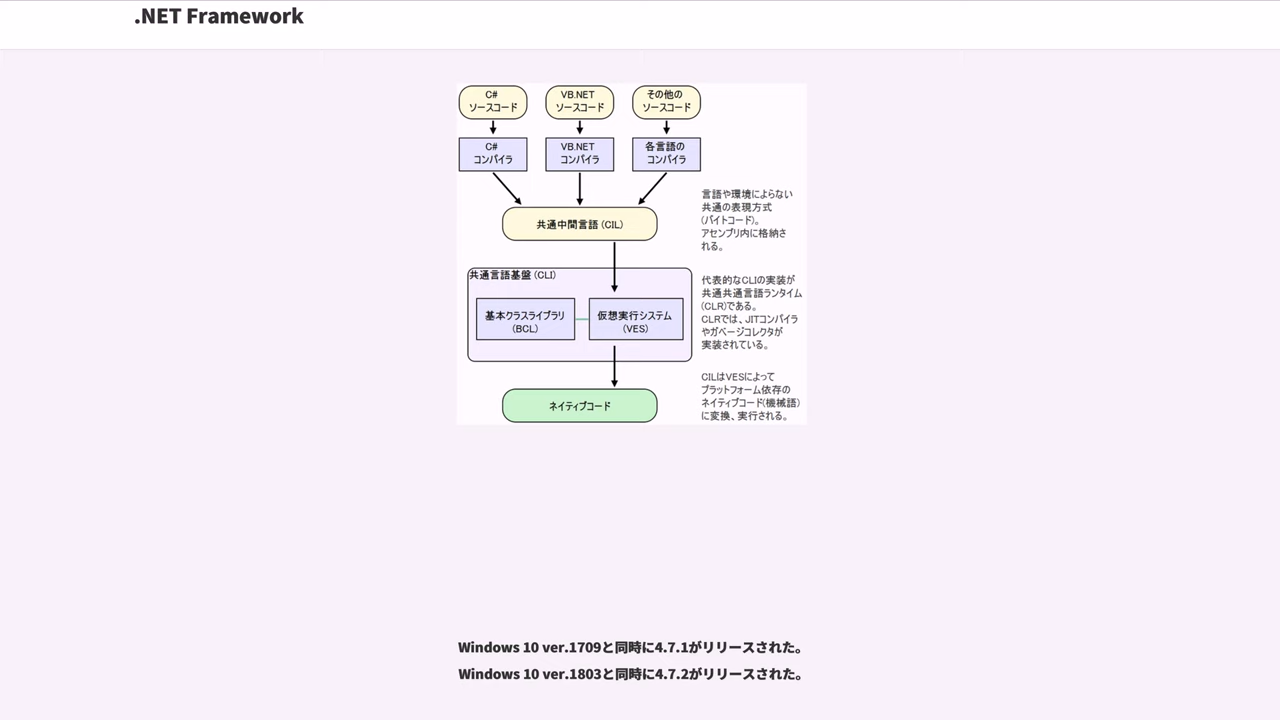 .NET Framework
C#
ソースコード
VB.NET
ソースコード
その他の
ソースコード
C#
コンパイラ
VB.NET
コンパイラ
各言語の
コンパイラ
言語や環境によらない
共通の表現方式
(バイトコード)。
アセンブリ内に格納さ
れる。
共通中間言語 (CIL)
共通言語基盤 (CLI)
基本クラスライブラリ
(BCL)
仮想実行システム
(VES)
代表的なCLIの実装が
共通共通言語ランタイム
(CLR)である。
CLRでは、JITコンパイラ
やガベージコレクタが
実装されている。
CILはVESによって
プラットフォーム依存の
ネイティブコード(機械語)
に変換、実行される。
ネイティブコード
Windows 10 ver.1709と同時に4.7.1がリリースされた。
Windows 10 ver.1803と同時に4.7.2がリリースされた。